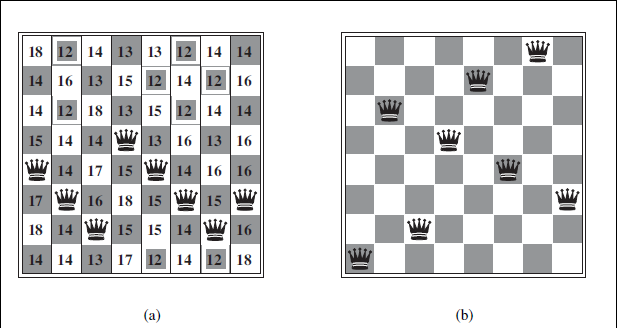 18 12 14 13 13 12 14 14
14 16 13 15 12 14 12 16
14 12 18 13 15 12 14 14
15 14 14 13 16 13 16
14 17 15 14 16 16
17 16 18 15 15
18 14 15 15 14 16
14 14 13 17 12 14 12 18
(a) (b)